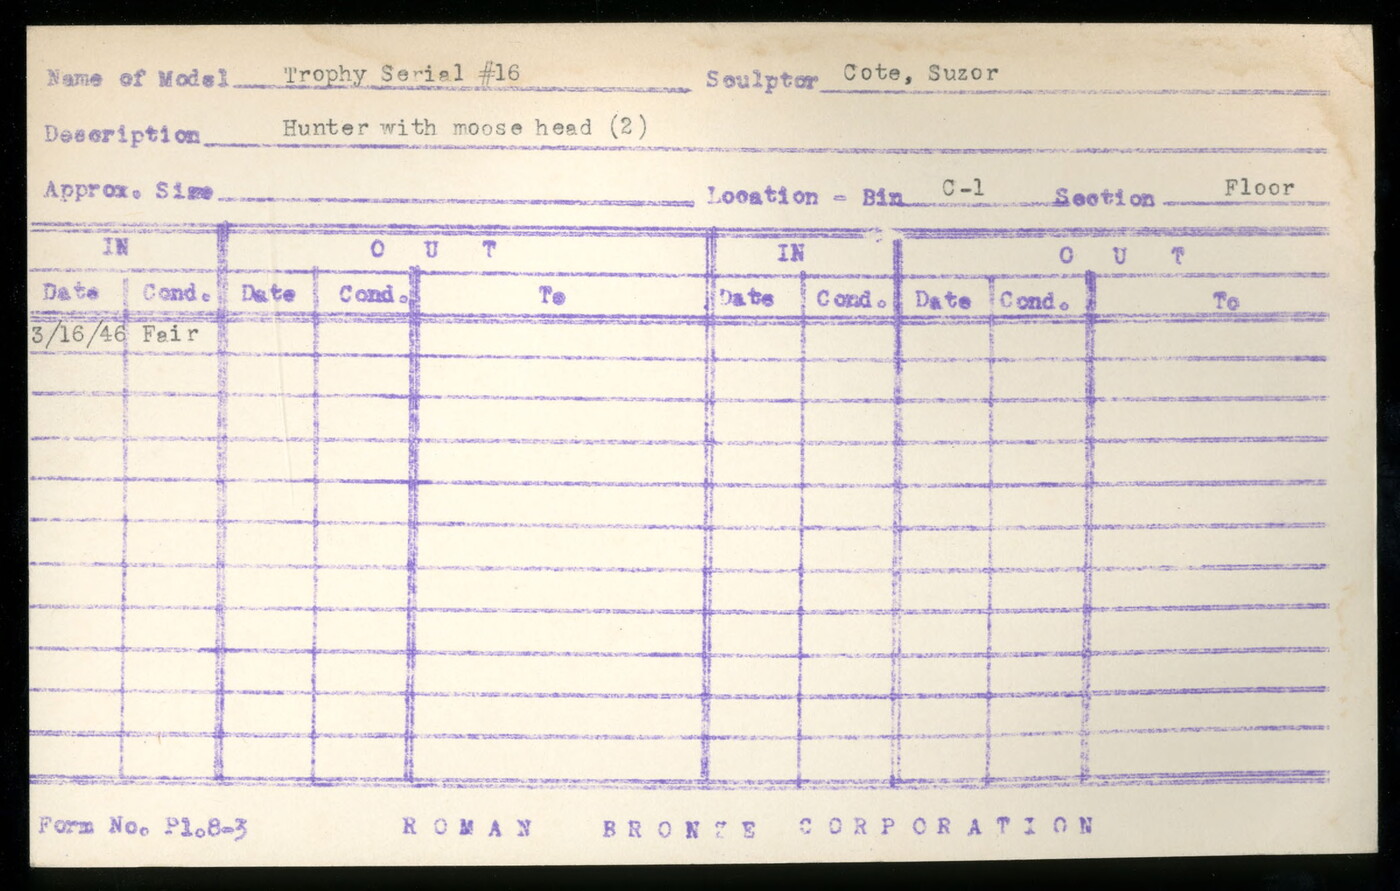 Name of Model Trophy Serial #16 Sculptor Cote, Suzor
Description Hunter with moose head (2)
Approx. Size Location - Bin C-1 Section Floor
IN OUT IN OUT
Date Cond. Date Cond. To Date Cond. Date Cond. To
3/16/46 Fair
Form No. Pl.8-3 ROMAN BRONZE CORPORATION